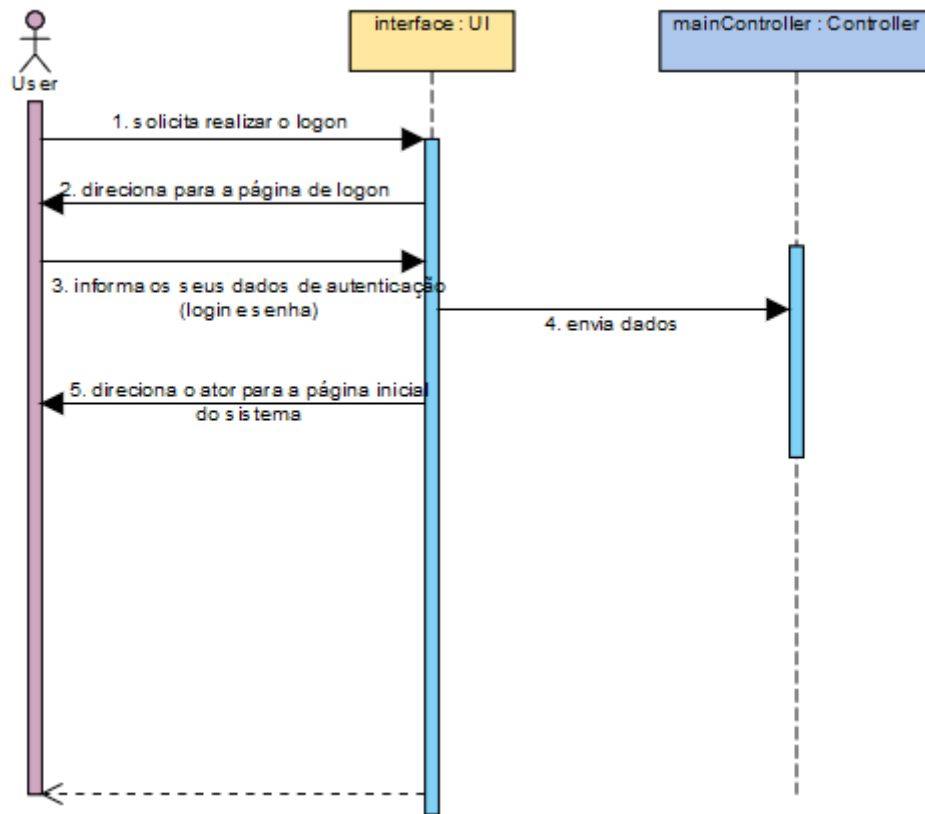 interface : UI
mainController : Controller
User
1. solicita realizar o logon
2. direciona para a página de logon
3. informa os seus dados de autenticação
(login e senha)
4. envia dados
5. direciona o ator para a página inicial
do sistema